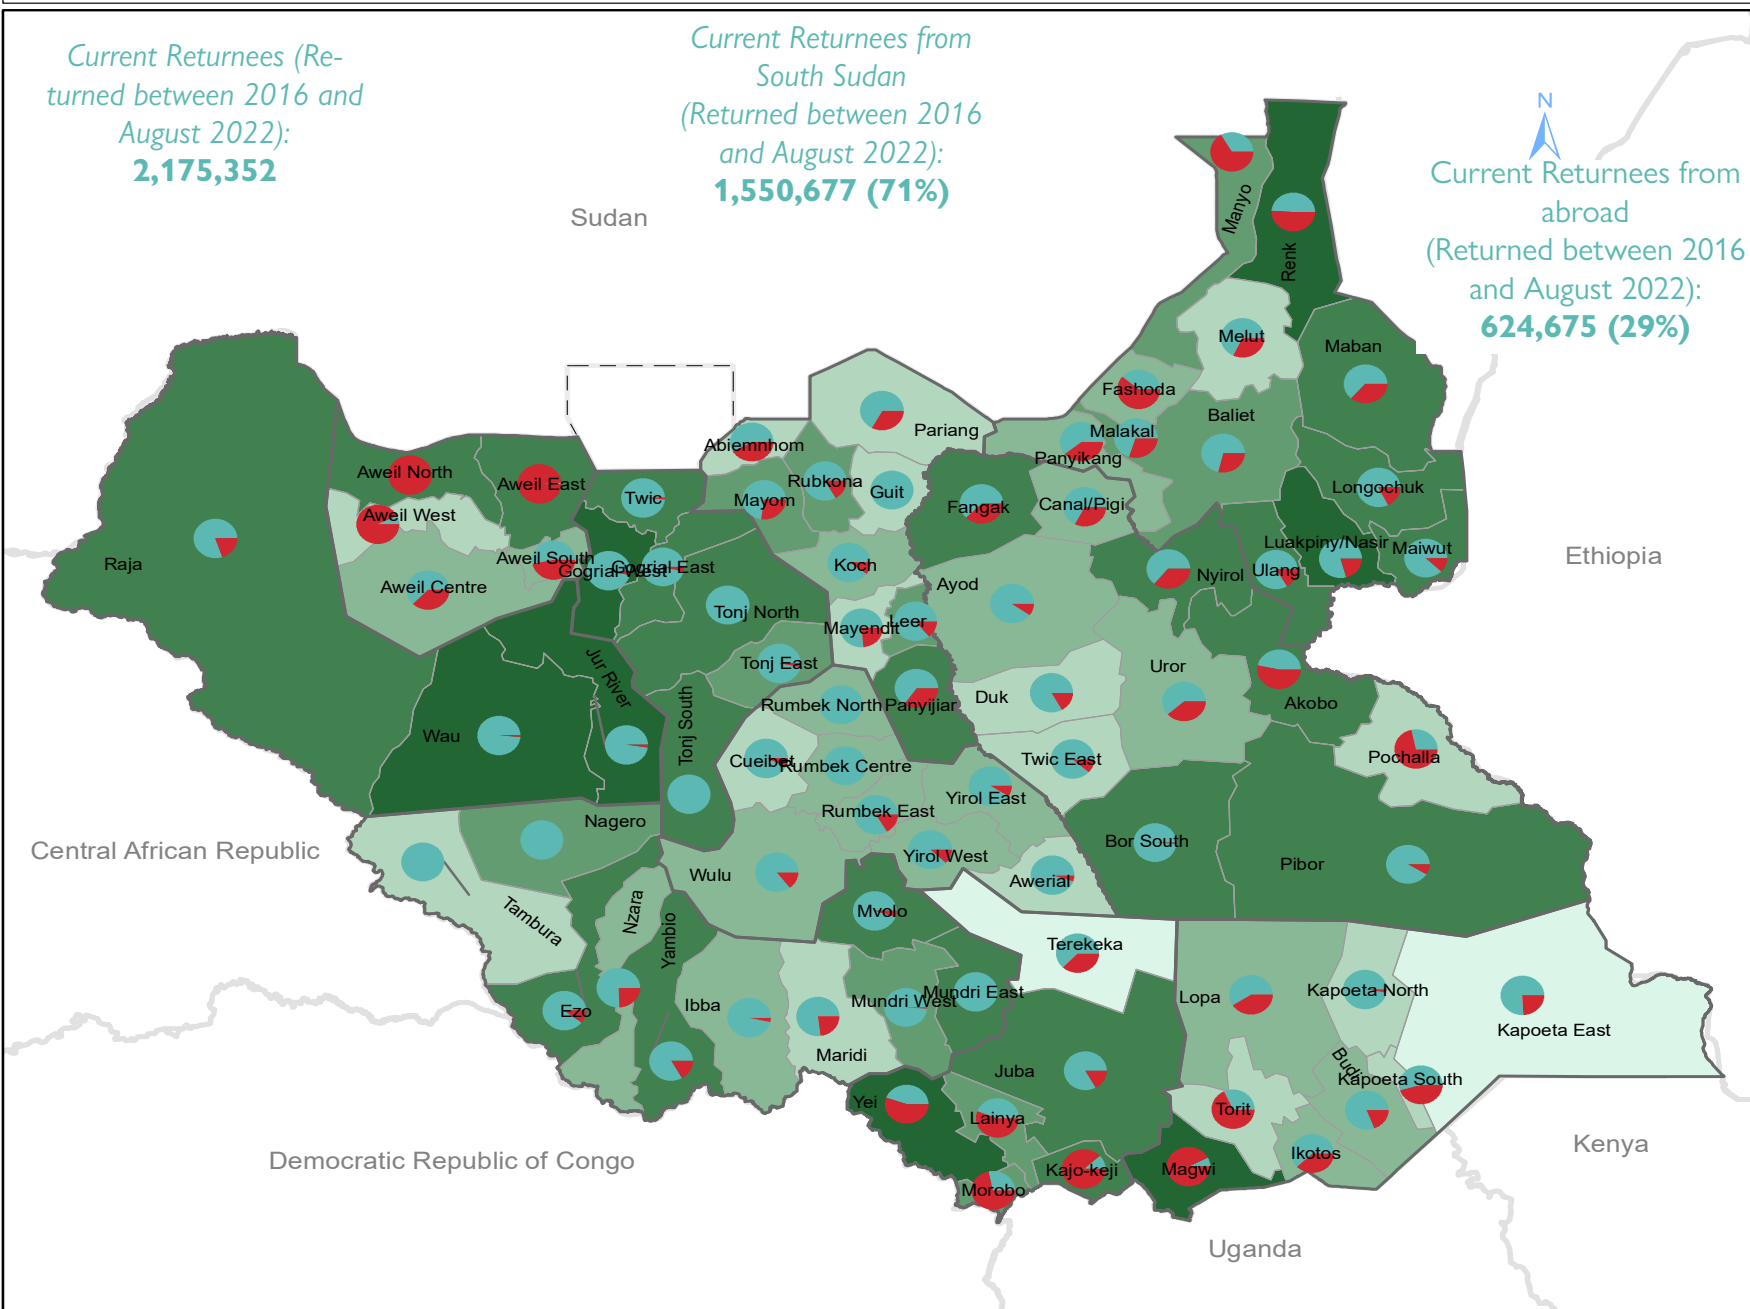 Current Returnees (Re-
turned between 2016 and
August 2022):
2,175,352
Current Returnees from
South Sudan
(Returned between 2016
and August 2022):
1,550,677 (71%)
N
Current Returnees from
abroad
(Returned between 2016
and August 2022):
624,675 (29%)
Sudan
Manyo
Renk
Melut
Maban
Fashoda
Baliet
Malakal
Panyikang
Pariang
Abiemnhom
Rubkona
Guit
Mayom
Twic
Aweil North
Aweil East
Aweil West
Aweil South
Aweil Centre
Raja
Gogrial West
Gogrial East
Fangak
Canal/Pigi
Longochuk
Luakpiny/Nasir
Maiwut
Ulang
Nyirol
Ethiopia
Koch
Ayod
Tonj North
Mayendit
Leer
Tonj East
Jur River
Tonj South
Rumbek North
Panyijiar
Duk
Uror
Akobo
Pochalla
Wau
Cueibet
Rumbek Centre
Twic East
Yirol East
Rumbek East
Yirol West
Bor South
Pibor
Nagero
Central African Republic
Wulu
Awerial
Tambura
Nzara
Yambio
Mvolo
Terekeka
Ezo
Ibba
Mundri West
Mundri East
Maridi
Lopa
Kapoeta North
Kapoeta East
Juba
Budi
Kapoeta South
Yei
Lainya
Torit
Ikotos
Kajo-keji
Magwi
Morobo
Democratic Republic of Congo
Kenya
Uganda